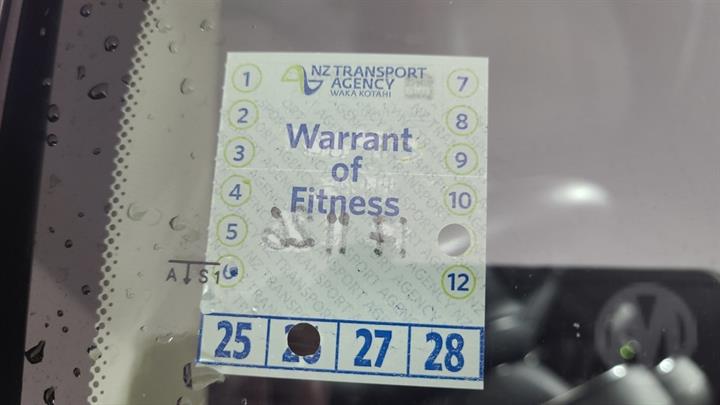 1
2
3
4
5
NZ TRANSPORT
AGENCY
WAKA KOTAHI
Warrant
of
Fitness
7
8
9
10
12
A↓S1
25 27 28